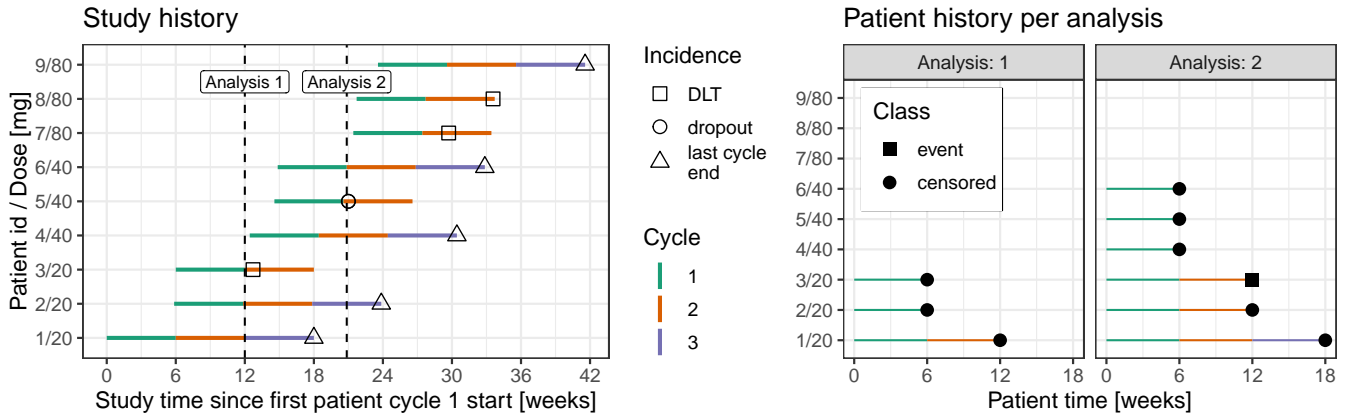 Study history
Patient id / Dose [mg]
9/80
8/80
7/80
6/40
5/40
4/40
3/20
2/20
1/20
Analysis 1
Analysis 2
0 6 12 18 24 30 36 42
Study time since first patient cycle 1 start [weeks]
Incidence
DLT
dropout
last cycle
end
Cycle
1
2
3
Patient history per analysis
Analysis: 1
Analysis: 2
9/80
8/80
7/80
6/40
5/40
4/40
3/20
2/20
1/20
Class
event
censored
0 6 12 18
0 6 12 18
Patient time [weeks]